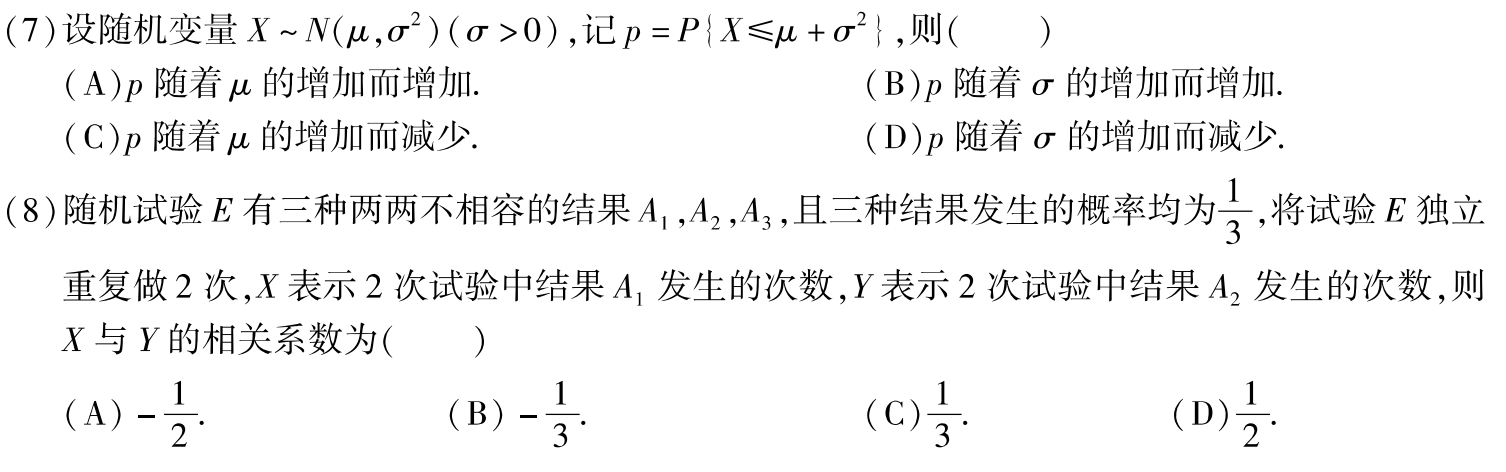 (7)设随机变量 X ~ N(μ,σ²)(σ>0),记 p = P{X≤μ+σ²},则(  )
(A)p 随着 μ 的增加而增加. (B)p 随着 σ 的增加而增加.
(C)p 随着 μ 的增加而减少. (D)p 随着 σ 的增加而减少.
(8)随机试验 E 有三种两两不相容的结果 A₁,A₂,A₃,且三种结果发生的概率均为1/3,将试验 E 独立
重复做 2 次,X 表示 2 次试验中结果 A₁ 发生的次数,Y 表示 2 次试验中结果 A₂ 发生的次数,则
X 与 Y 的相关系数为(  )
(A) -1/2. (B) -1/3. (C) 1/3. (D) 1/2.